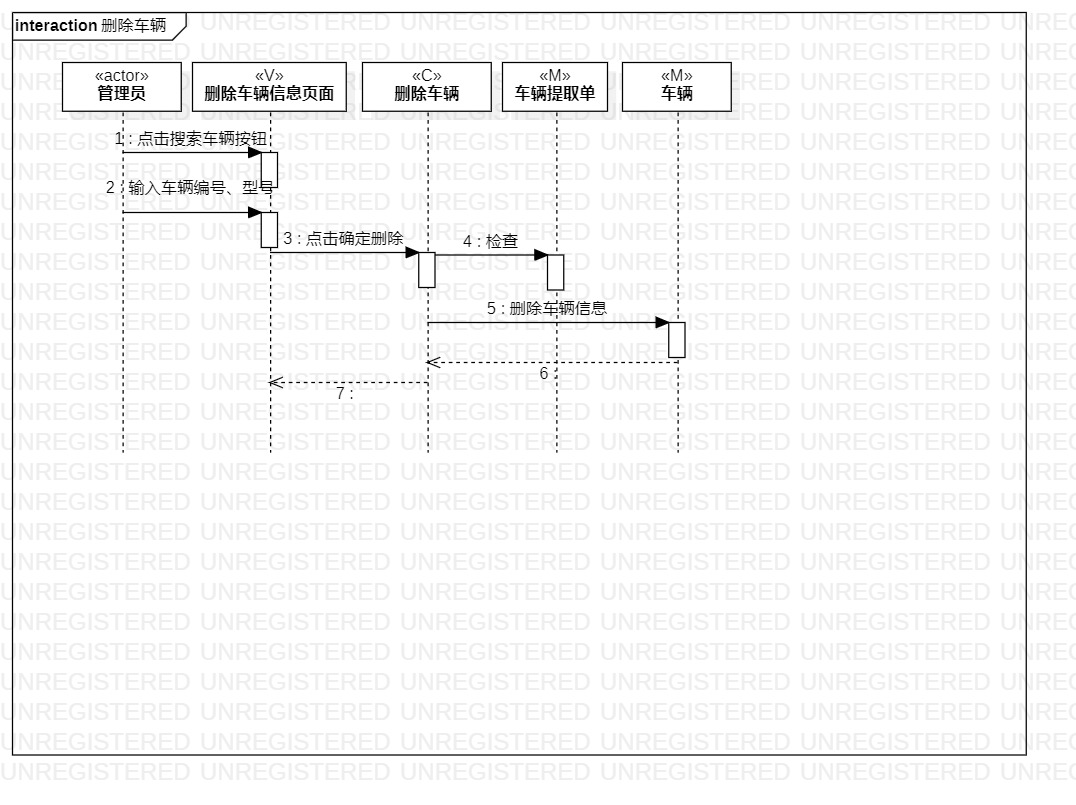 interaction 删除车辆
«actor»
管理员
«V»
删除车辆信息页面
«C»
删除车辆
«M»
车辆提取单
«M»
车辆
1 : 点击搜索车辆按钮
2 : 输入车辆编号、型号
3 : 点击确定删除
4 : 检查
5 : 删除车辆信息
6 :
7 :
UNREGISTERED